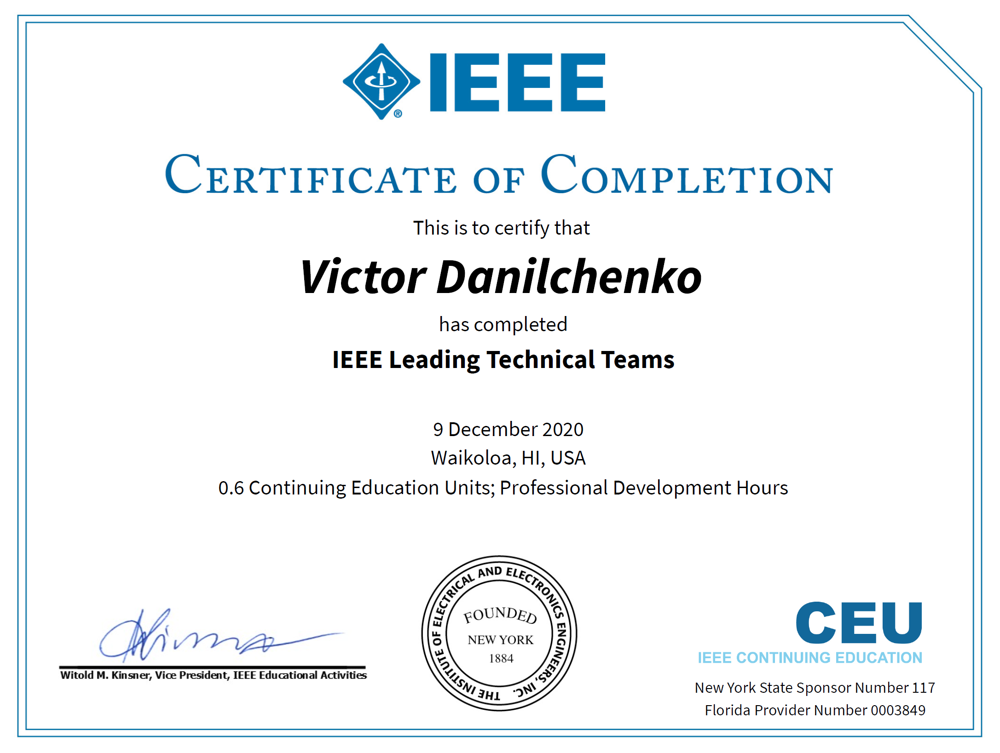 IEEE
®
CERTIFICATE OF COMPLETION
This is to certify that
Victor Danilchenko
has completed
IEEE Leading Technical Teams
9 December 2020
Waikoloa, HI, USA
0.6 Continuing Education Units; Professional Development Hours
Witold M. Kinsner, Vice President, IEEE Educational Activities
THE INSTITUTE OF ELECTRICAL AND ELECTRONICS ENGINEERS, INC.
FOUNDED
NEW YORK
1884
CEU
IEEE CONTINUING EDUCATION
New York State Sponsor Number 117
Florida Provider Number 0003849